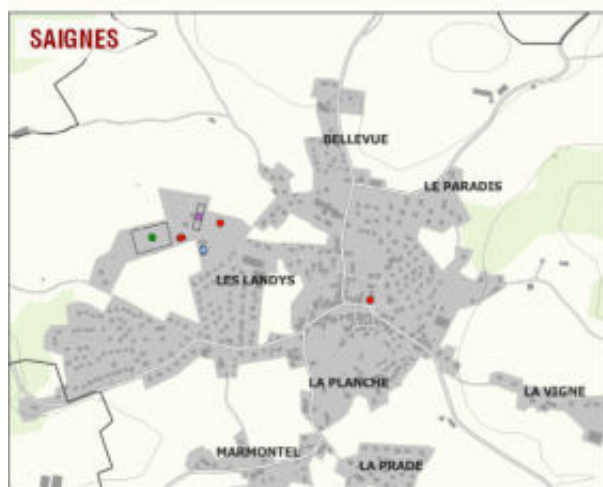 SAIGNES
BELLEVUE
LE PARADIS
LES LANDYS
LA PLANCHE
LA VIGNE
MARMONTEL
LA PRADE